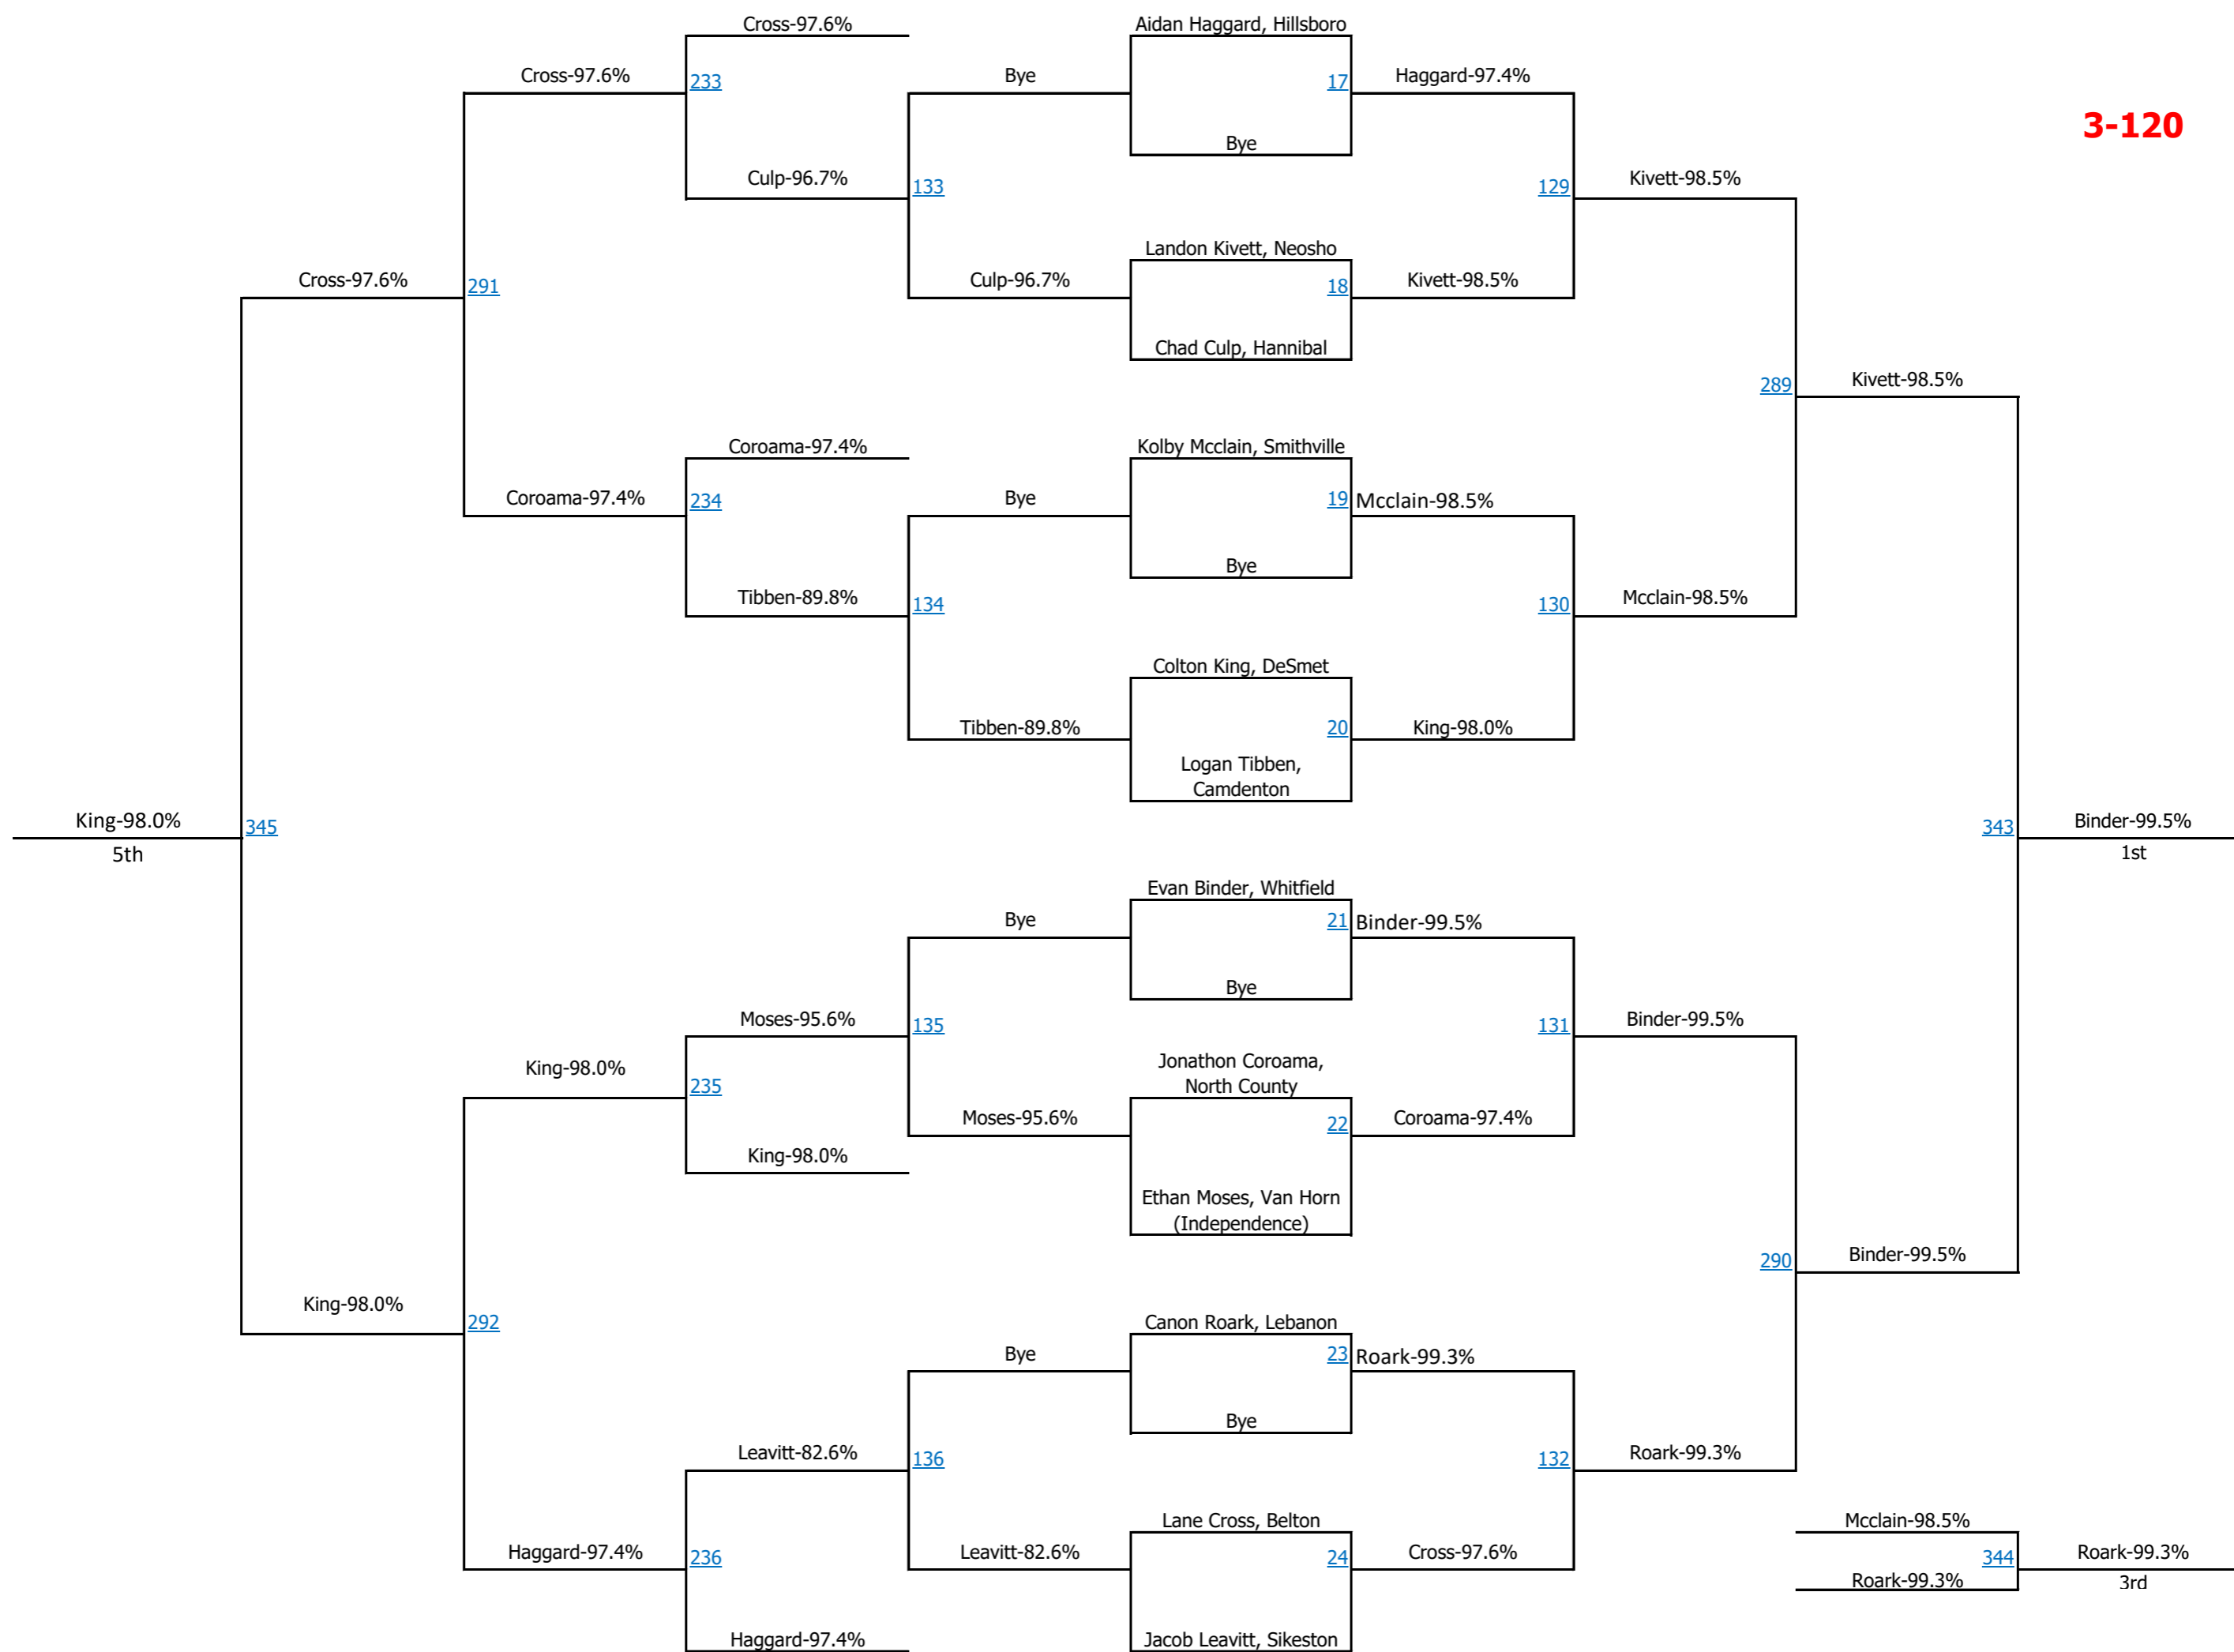 Cross-97.6%
Aidan Haggard, Hillsboro
Cross-97.6%
233
Bye
17
Haggard-97.4%
3-120
Bye
Culp-96.7%
133
129
Kivett-98.5%
Landon Kivett, Neosho
Cross-97.6%
291
Culp-96.7%
18
Kivett-98.5%
Chad Culp, Hannibal
289
Kivett-98.5%
Coroama-97.4%
Kolby Mcclain, Smithville
Coroama-97.4%
234
Bye
19
Mcclain-98.5%
Bye
Tibben-89.8%
134
130
Mcclain-98.5%
Colton King, DeSmet
Tibben-89.8%
20
King-98.0%
Logan Tibben,
Camdenton
King-98.0%
345
343
Binder-99.5%
5th
1st
Evan Binder, Whitfield
Bye
21
Binder-99.5%
Bye
Moses-95.6%
135
131
Binder-99.5%
Jonathon Coroama,
North County
King-98.0%
235
Moses-95.6%
22
Coroama-97.4%
King-98.0%
Ethan Moses, Van Horn
(Independence)
290
Binder-99.5%
King-98.0%
292
Canon Roark, Lebanon
Bye
23
Roark-99.3%
Bye
Leavitt-82.6%
136
132
Roark-99.3%
Lane Cross, Belton
Mcclain-98.5%
Haggard-97.4%
236
Leavitt-82.6%
24
Cross-97.6%
344
Roark-99.3%
Roark-99.3%
3rd
Haggard-97.4%
Jacob Leavitt, Sikeston